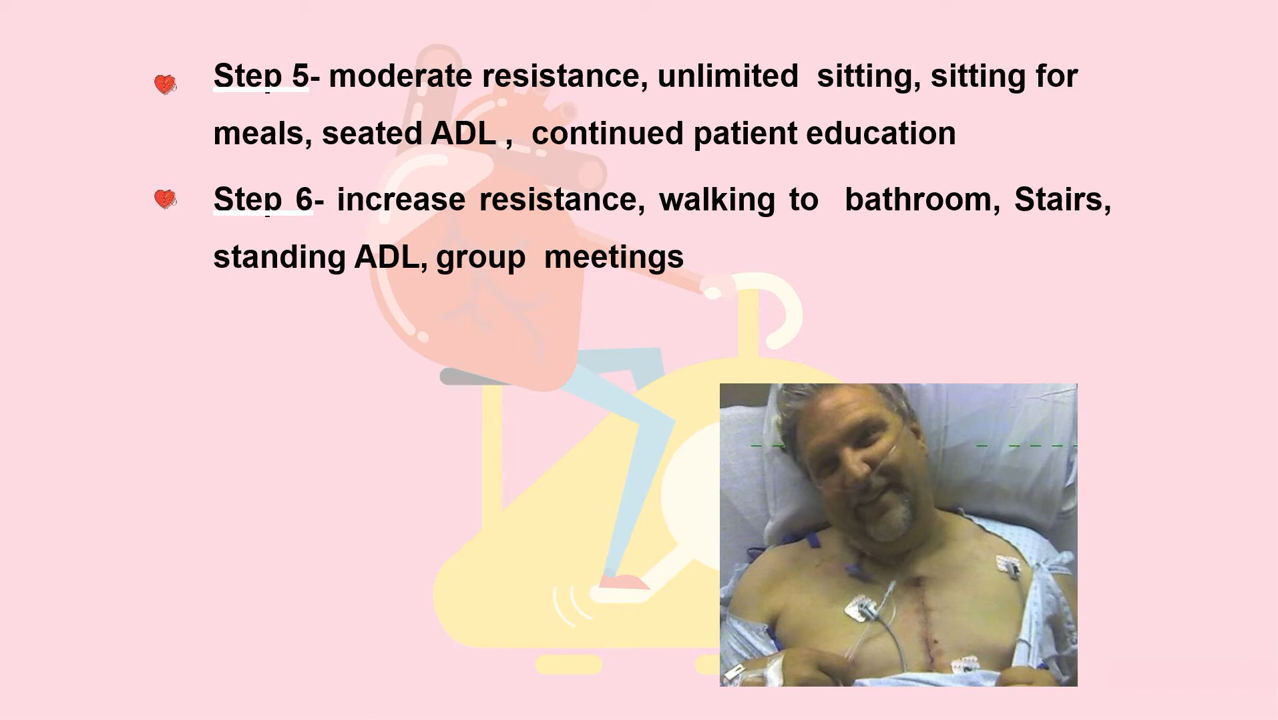 Step 5- moderate resistance, unlimited sitting, sitting for
meals, seated ADL , continued patient education
Step 6- increase resistance, walking to bathroom, Stairs,
standing ADL, group meetings